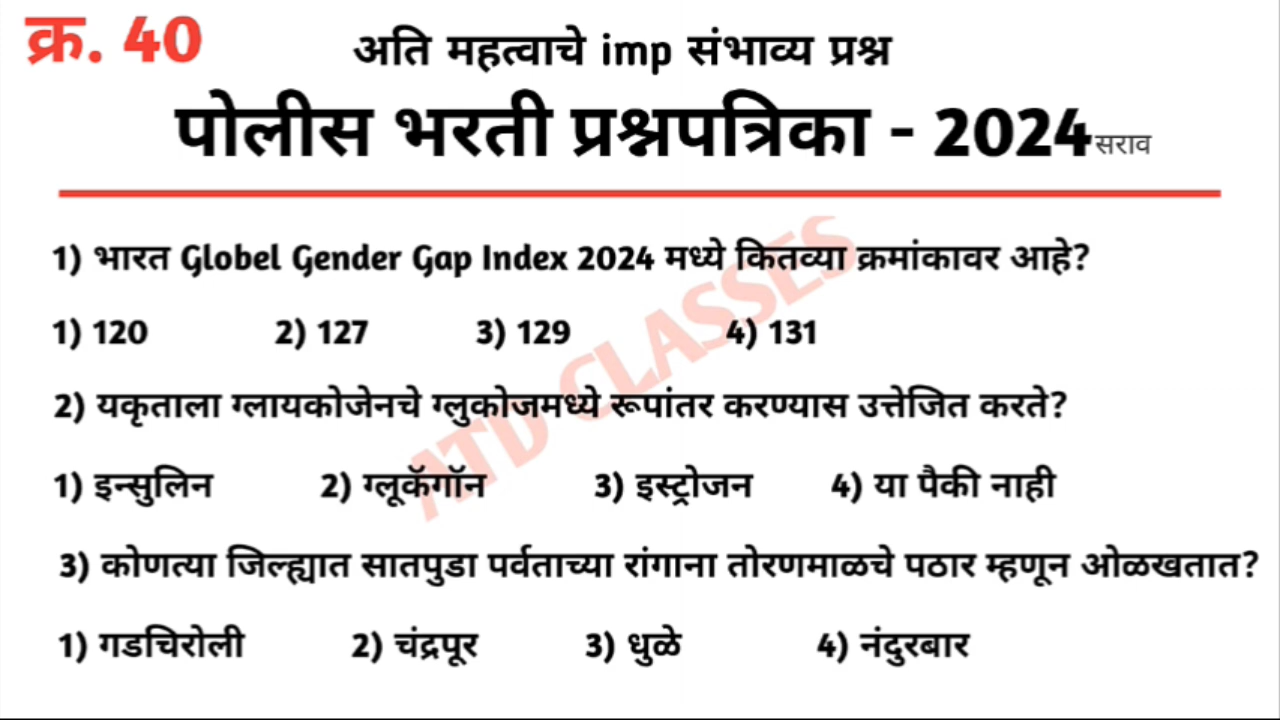 क्र. 40
अति महत्वाचे imp संभाव्य प्रश्न
पोलीस भरती प्रश्नपत्रिका - 2024 सराव
1) भारत Globel Gender Gap Index 2024 मध्ये कितव्या क्रमांकावर आहे?
1) 120 2) 127 3) 129 4) 131
2) यकृताला ग्लायकोजेनचे ग्लुकोजमध्ये रूपांतर करण्यास उत्तेजित करते?
1) इन्सुलिन 2) ग्लूकॅगॉन 3) इस्ट्रोजन 4) या पैकी नाही
3) कोणत्या जिल्ह्यात सातपुडा पर्वताच्या रांगाना तोरणमाळचे पठार म्हणून ओळखतात?
1) गडचिरोली 2) चंद्रपूर 3) धुळे 4) नंदुरबार
ATD CLASSES